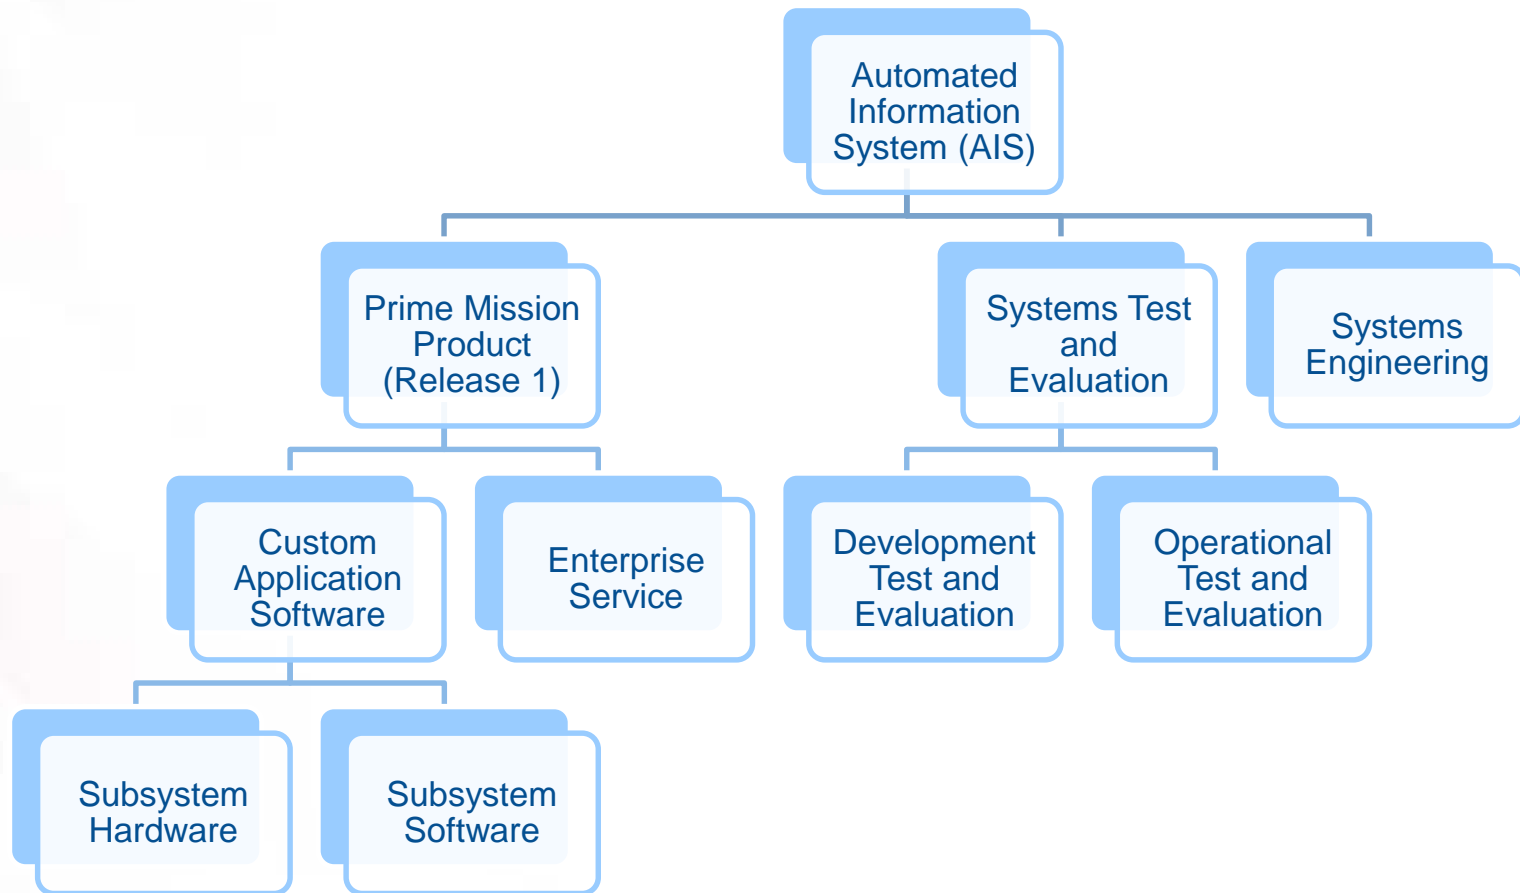 Automated
Information
System (AIS)
Prime Mission
Product
(Release 1)
Systems Test
and
Evaluation
Systems
Engineering
Custom
Application
Software
Enterprise
Service
Development
Test and
Evaluation
Operational
Test and
Evaluation
Subsystem
Hardware
Subsystem
Software